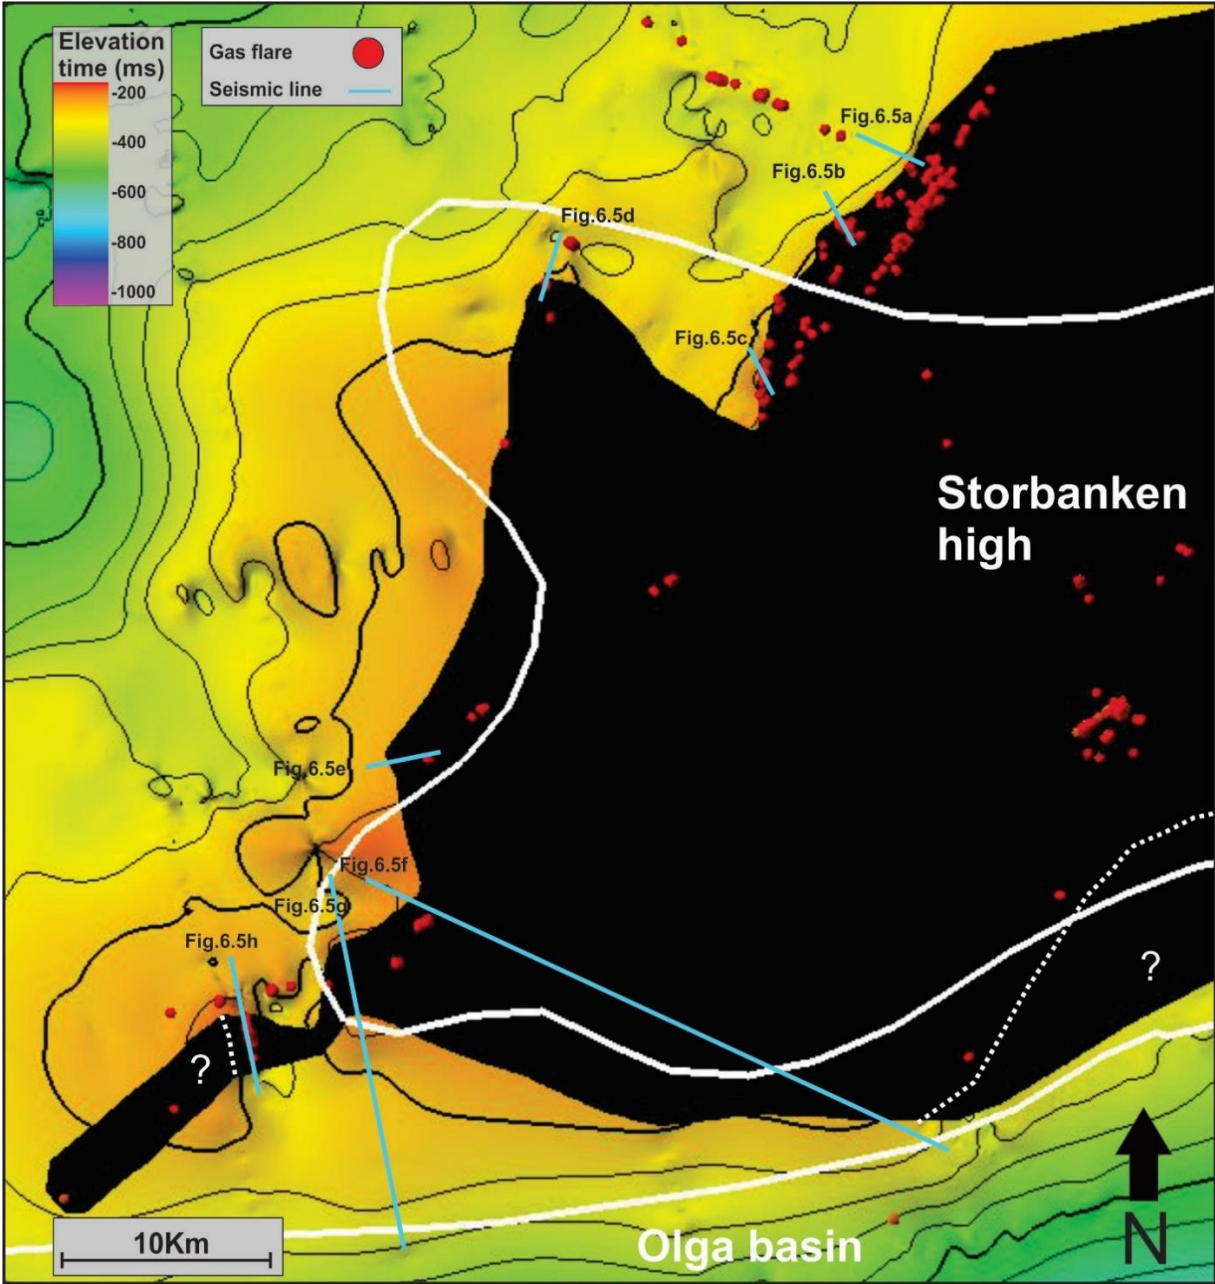 Elevation
time (ms)
-200
-400
-600
-800
-1000
Gas flare
Seismic line
Fig.6.5a
Fig.6.5b
Fig.6.5d
Fig.6.5c
Storbanken
high
Fig.6.5e
Fig.6.5f
Fig.6.5g
Fig.6.5h
?
?
10Km
Olga basin
N